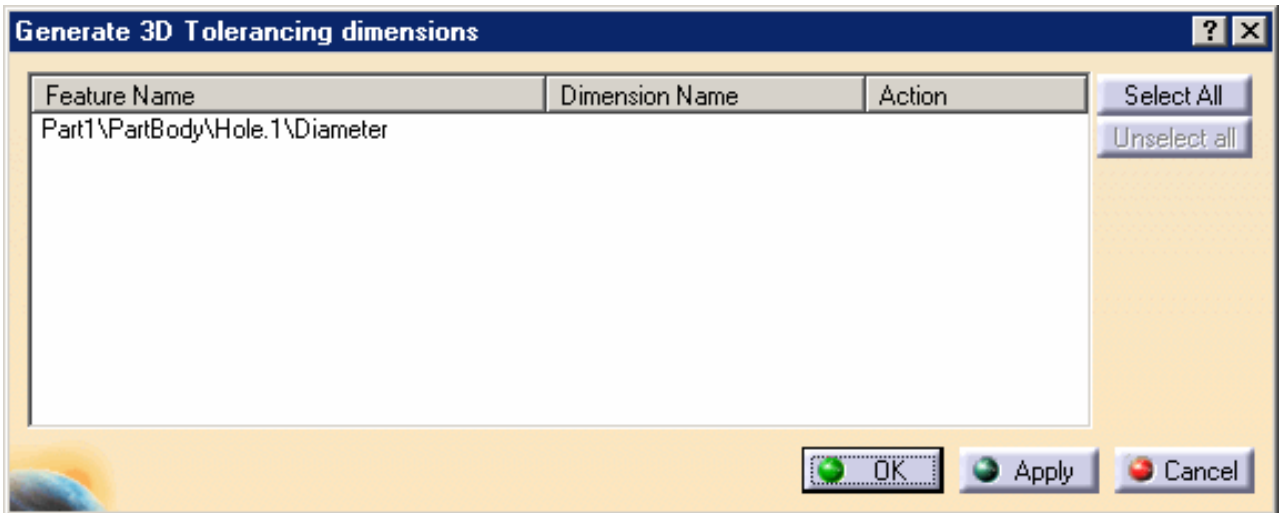 Generate 3D Tolerancing dimensions
Feature Name Dimension Name Action
Part1\PartBody\Hole.1\Diameter
Select All
Unselect all
OK Apply Cancel